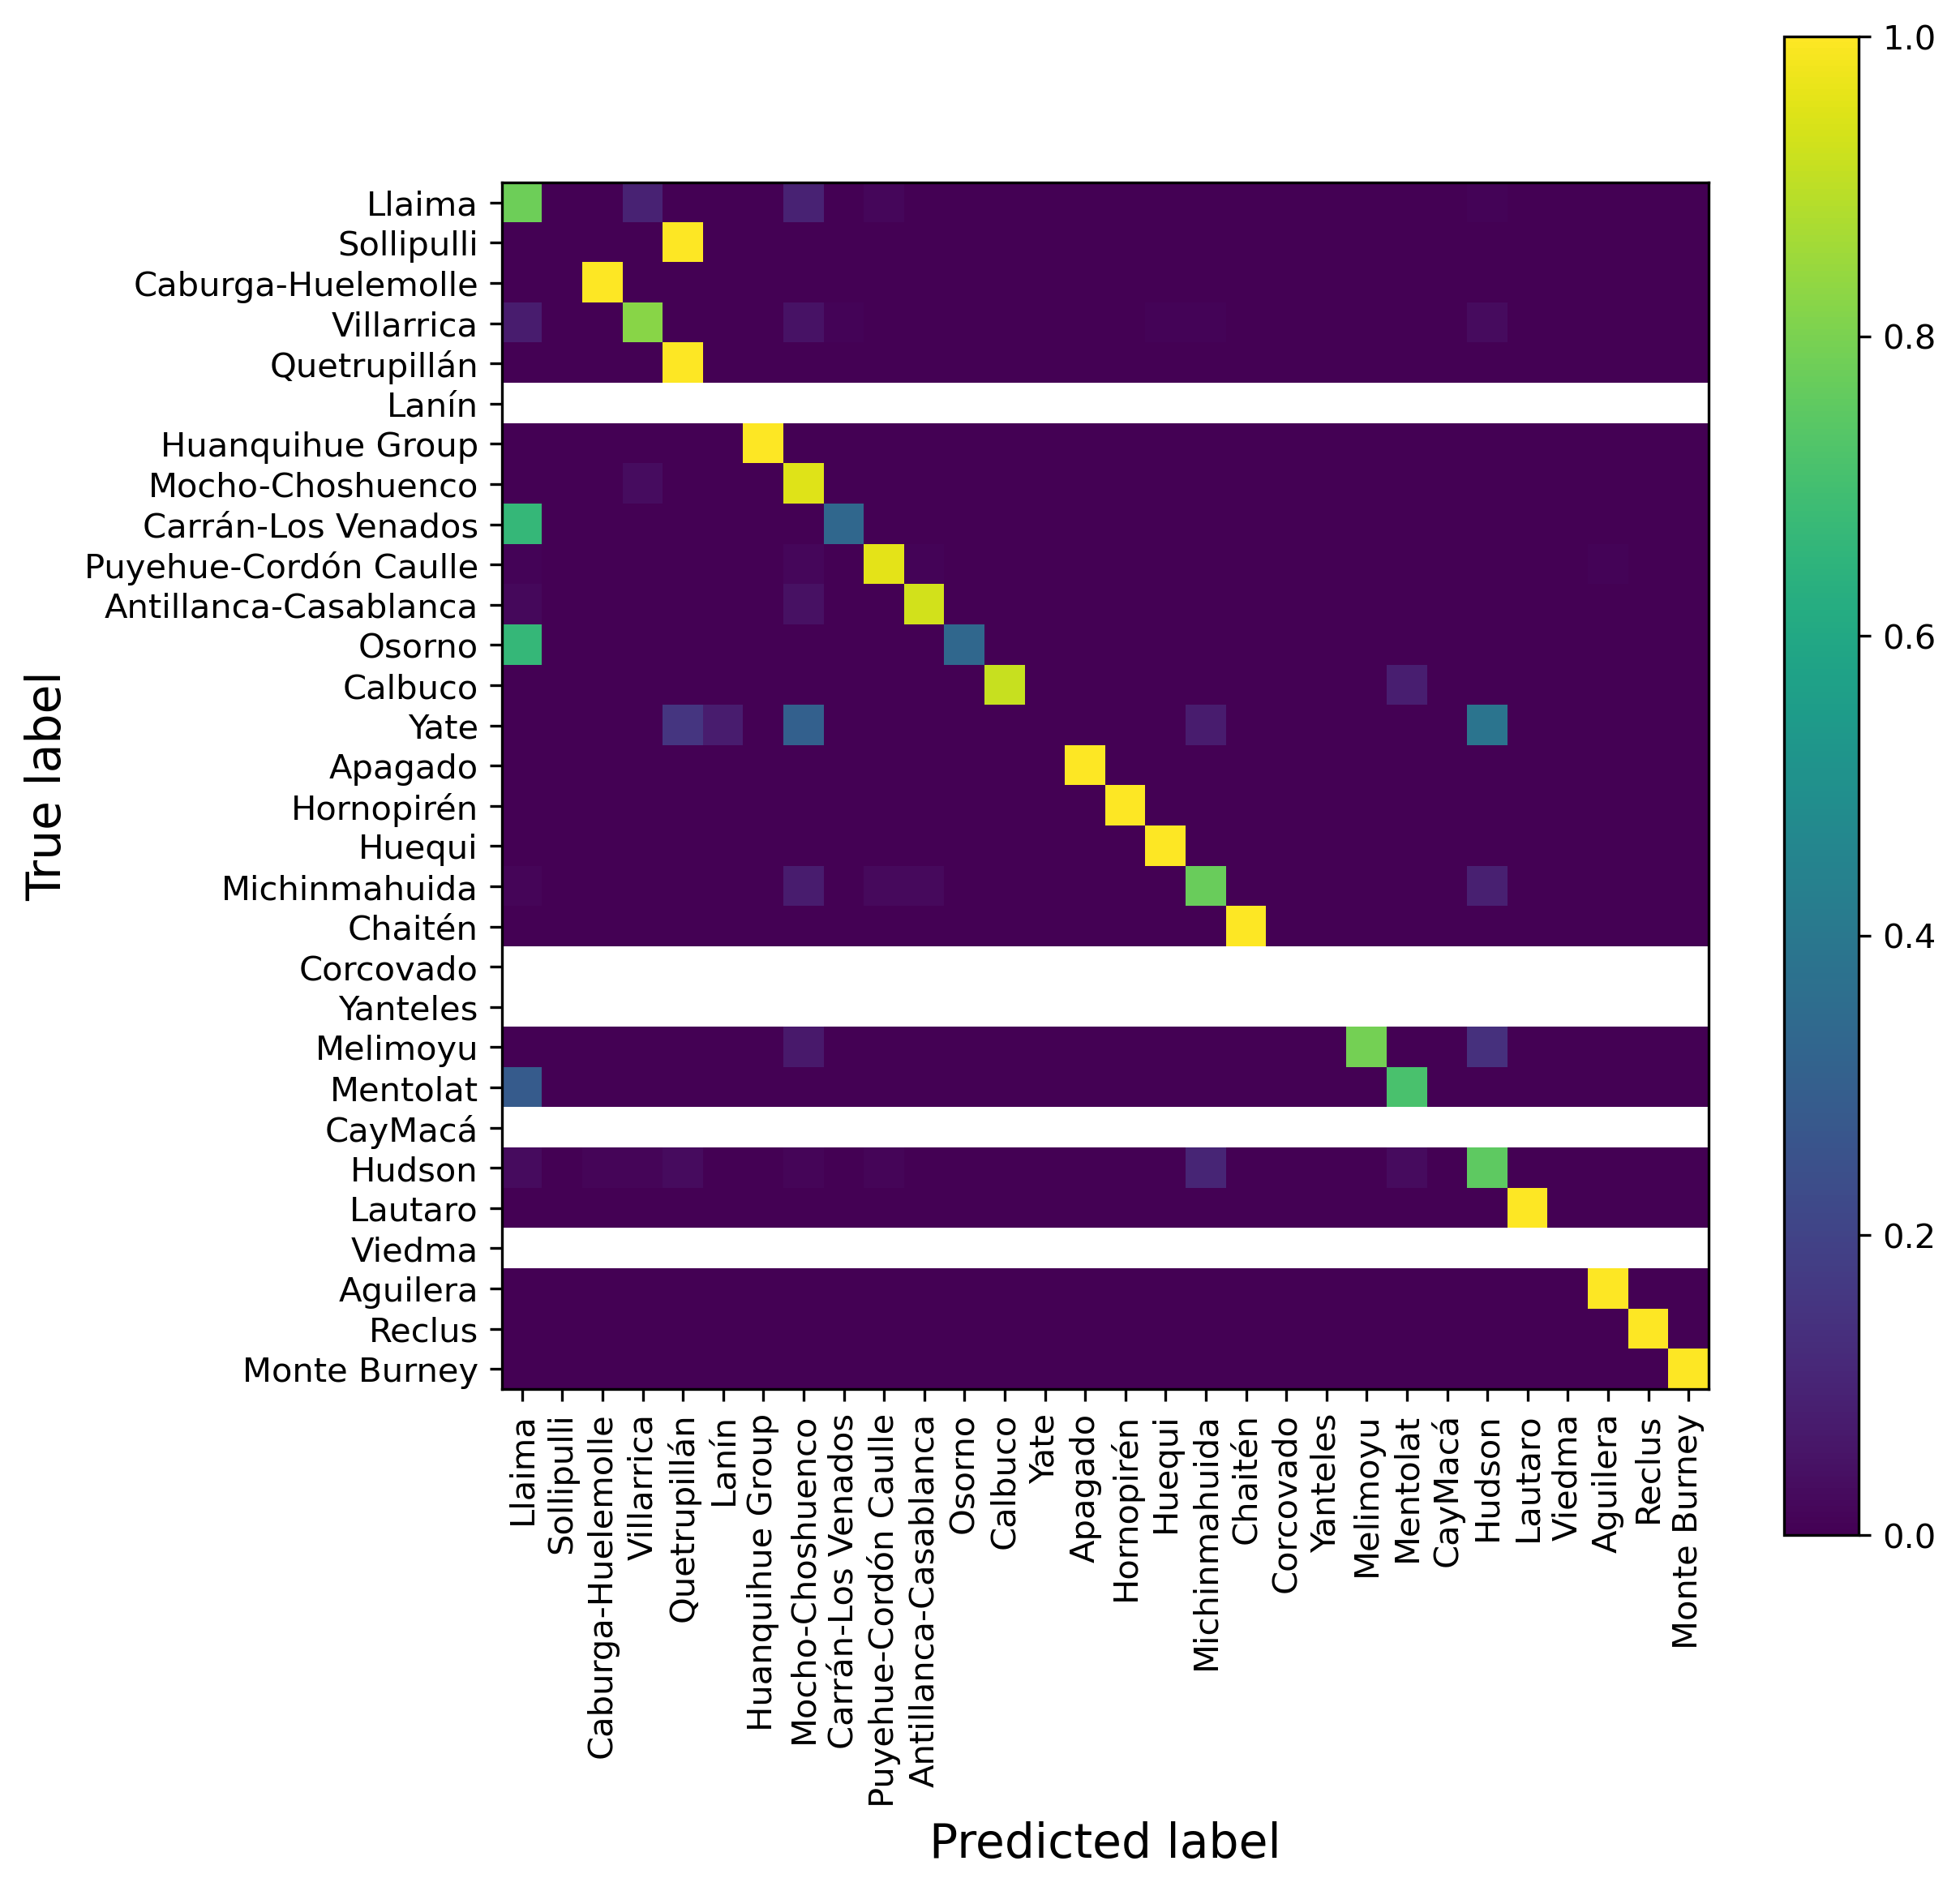 True label
Llaima
Sollipulli
Caburga-Huelemolle
Villarrica
Quetrupillán
Lanín
Huanquihue Group
Mocho-Choshuenco
Carrán-Los Venados
Puyehue-Cordón Caulle
Antillanca-Casablanca
Osorno
Calbuco
Yate
Apagado
Hornopirén
Huequi
Michinmahuida
Chaitén
Corcovado
Yanteles
Melimoyu
Mentolat
CayMacá
Hudson
Lautaro
Viedma
Aguilera
Reclus
Monte Burney
Llaima
Sollipulli
Caburga-Huelemolle
Villarrica
Quetrupillán
Lanín
Huanquihue Group
Mocho-Choshuenco
Carrán-Los Venados
Puyehue-Cordón Caulle
Antillanca-Casablanca
Osorno
Calbuco
Yate
Apagado
Hornopirén
Huequi
Michinmahuida
Chaitén
Corcovado
Yanteles
Melimoyu
Mentolat
CayMacá
Hudson
Lautaro
Viedma
Aguilera
Reclus
Monte Burney
Predicted label
1.0
0.8
0.6
0.4
0.2
0.0